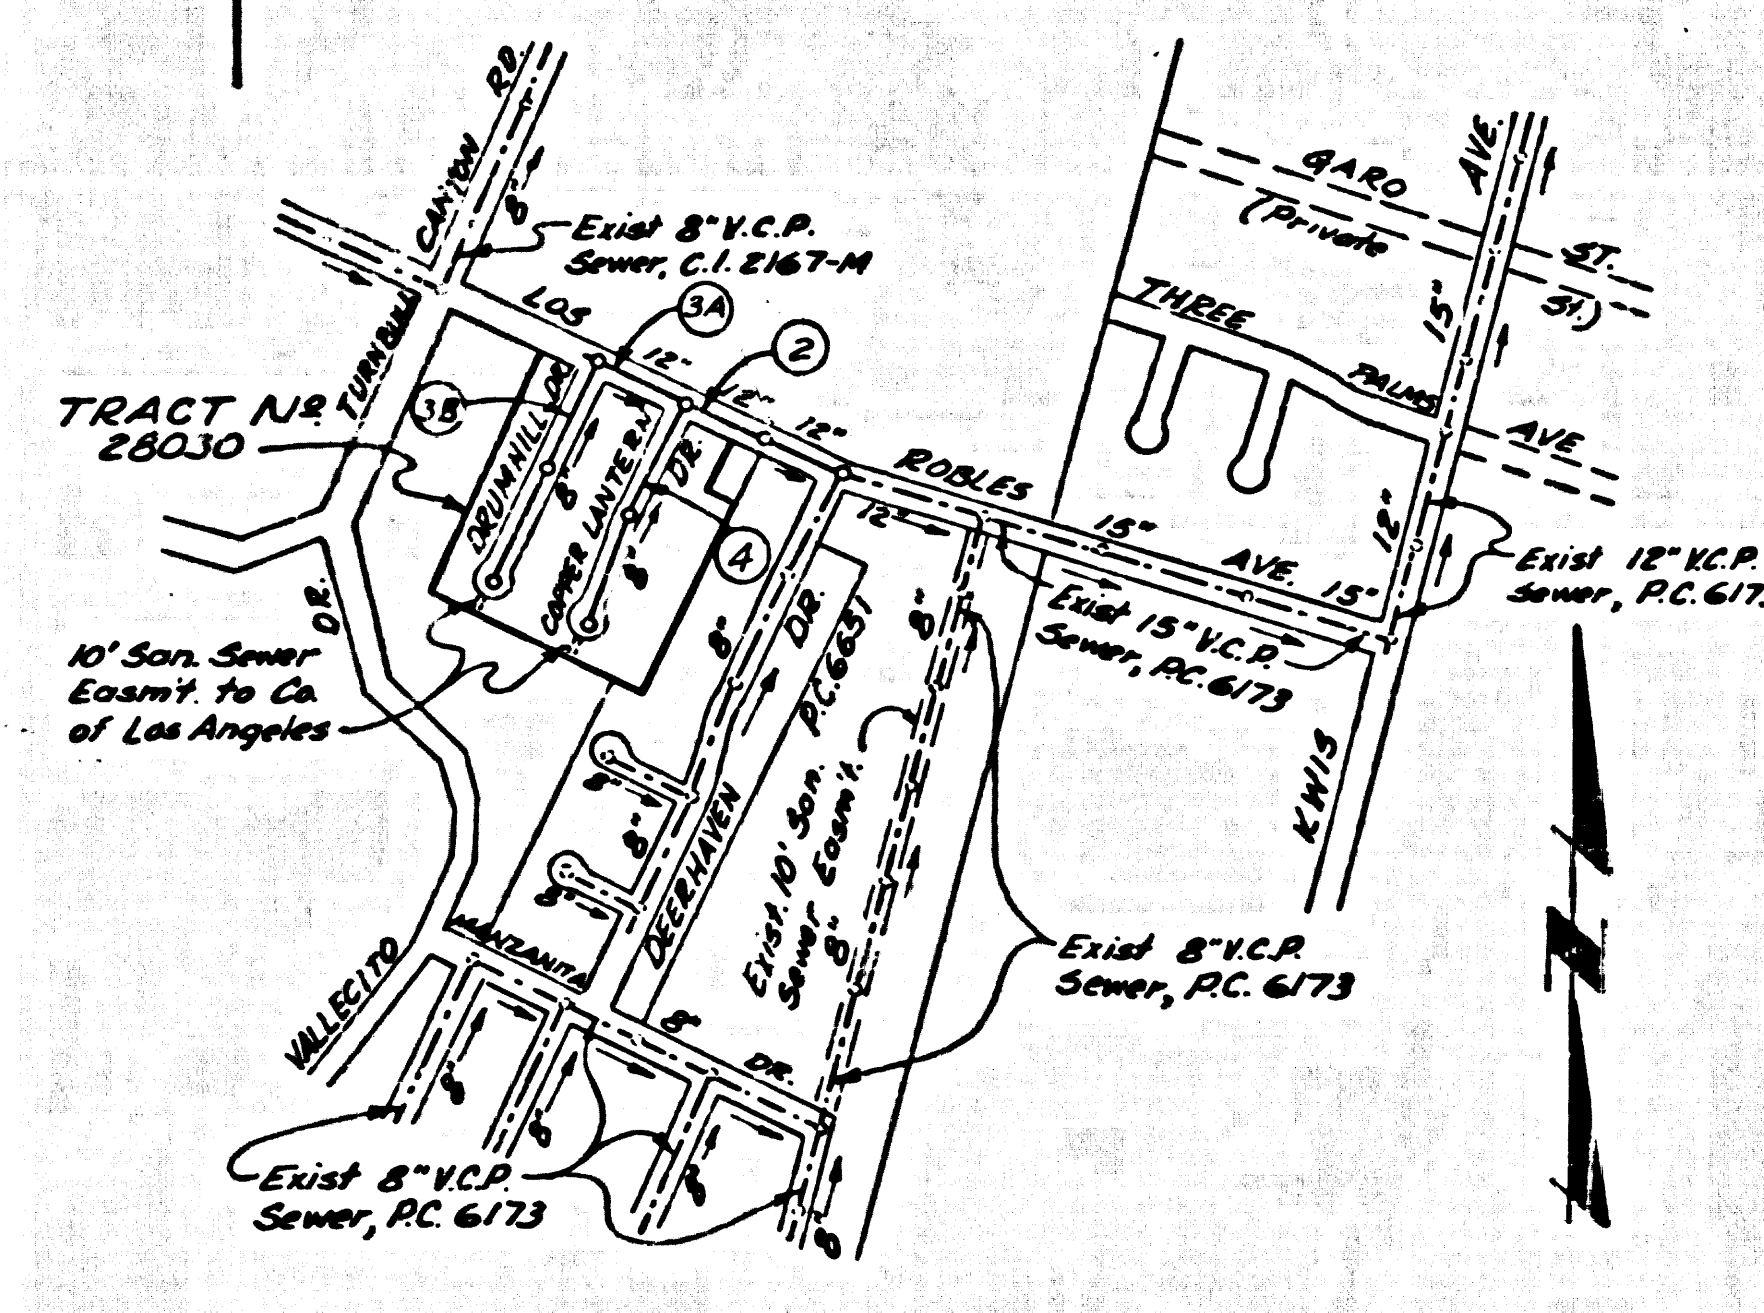 CANYON RD.
8"
Exist 8" V.C.P.
Sewer, C.I. 2167-M
GARO ST.
(Private St.)
AVE.
15"
THREE PALMS AVE
LOS
3A
12"
2
12"
12"
TURNBULL
TRACT No.
28030
3B
DRUMHILL DR.
8"
COPPER LANTERN DR.
8"
4
ROBLES AVE.
12"
15"
15"
12"
Exist 12" V.C.P.
Sewer, P.C. 617
Exist 15" V.C.P.
Sewer, P.C. 6173
DR.
10' San. Sewer
Easm't. to Co.
of Los Angeles
8"
DR.
P.C. 6651
8"
8"
8"
8"
DEERHAVEN
Exist. 10' San.
Sewer Easm't.
8"
KWIS
N
Exist 8" V.C.P.
Sewer, P.C. 6173
MANZANITA DR.
VALLECITO
8"
8"
8"
8"
8"
Exist 8" V.C.P.
Sewer, P.C. 6173